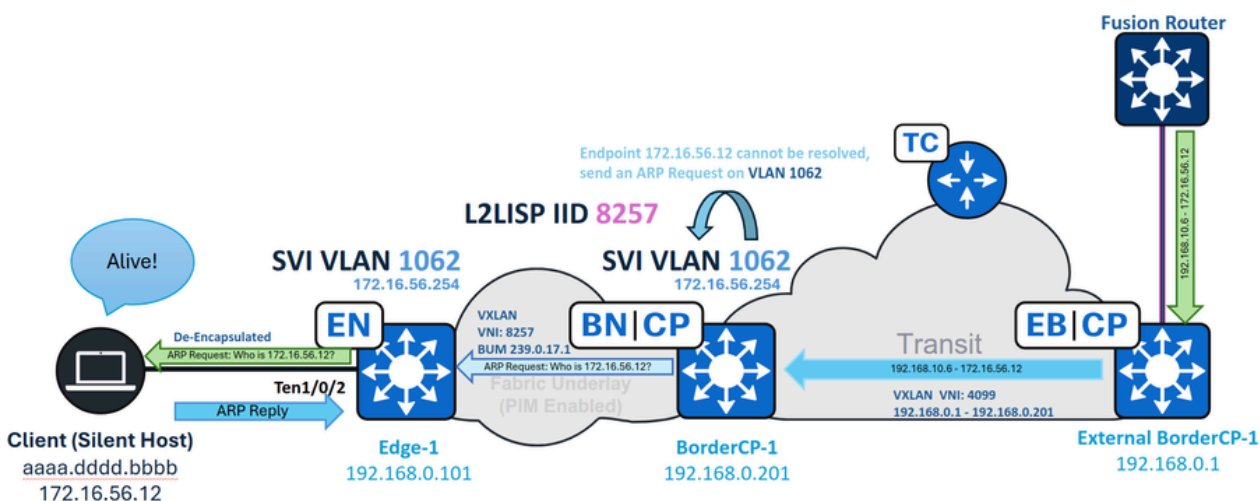 Fusion Router
TC
Endpoint 172.16.56.12 cannot be resolved,
send an ARP Request on VLAN 1062
192.168.10.6 - 172.16.56.12
L2LISP IID 8257
Alive!
SVI VLAN 1062
172.16.56.254
SVI VLAN 1062
172.16.56.254
EN
VXLAN
VNI: 8257
BUM 239.0.17.1
BN|CP
EB|CP
De-Encapsulated
ARP Request: Who is 172.16.56.12?
ARP Request: Who is 172.16.56.12?
Transit
192.168.10.6 - 172.16.56.12
Ten1/0/2
Fabric Underlay
(PIM Enabled)
VXLAN VNI: 4099
192.168.0.1 - 192.168.0.201
ARP Reply
Client (Silent Host)
aaaa.dddd.bbbb
172.16.56.12
Edge-1
192.168.0.101
BorderCP-1
192.168.0.201
External BorderCP-1
192.168.0.1